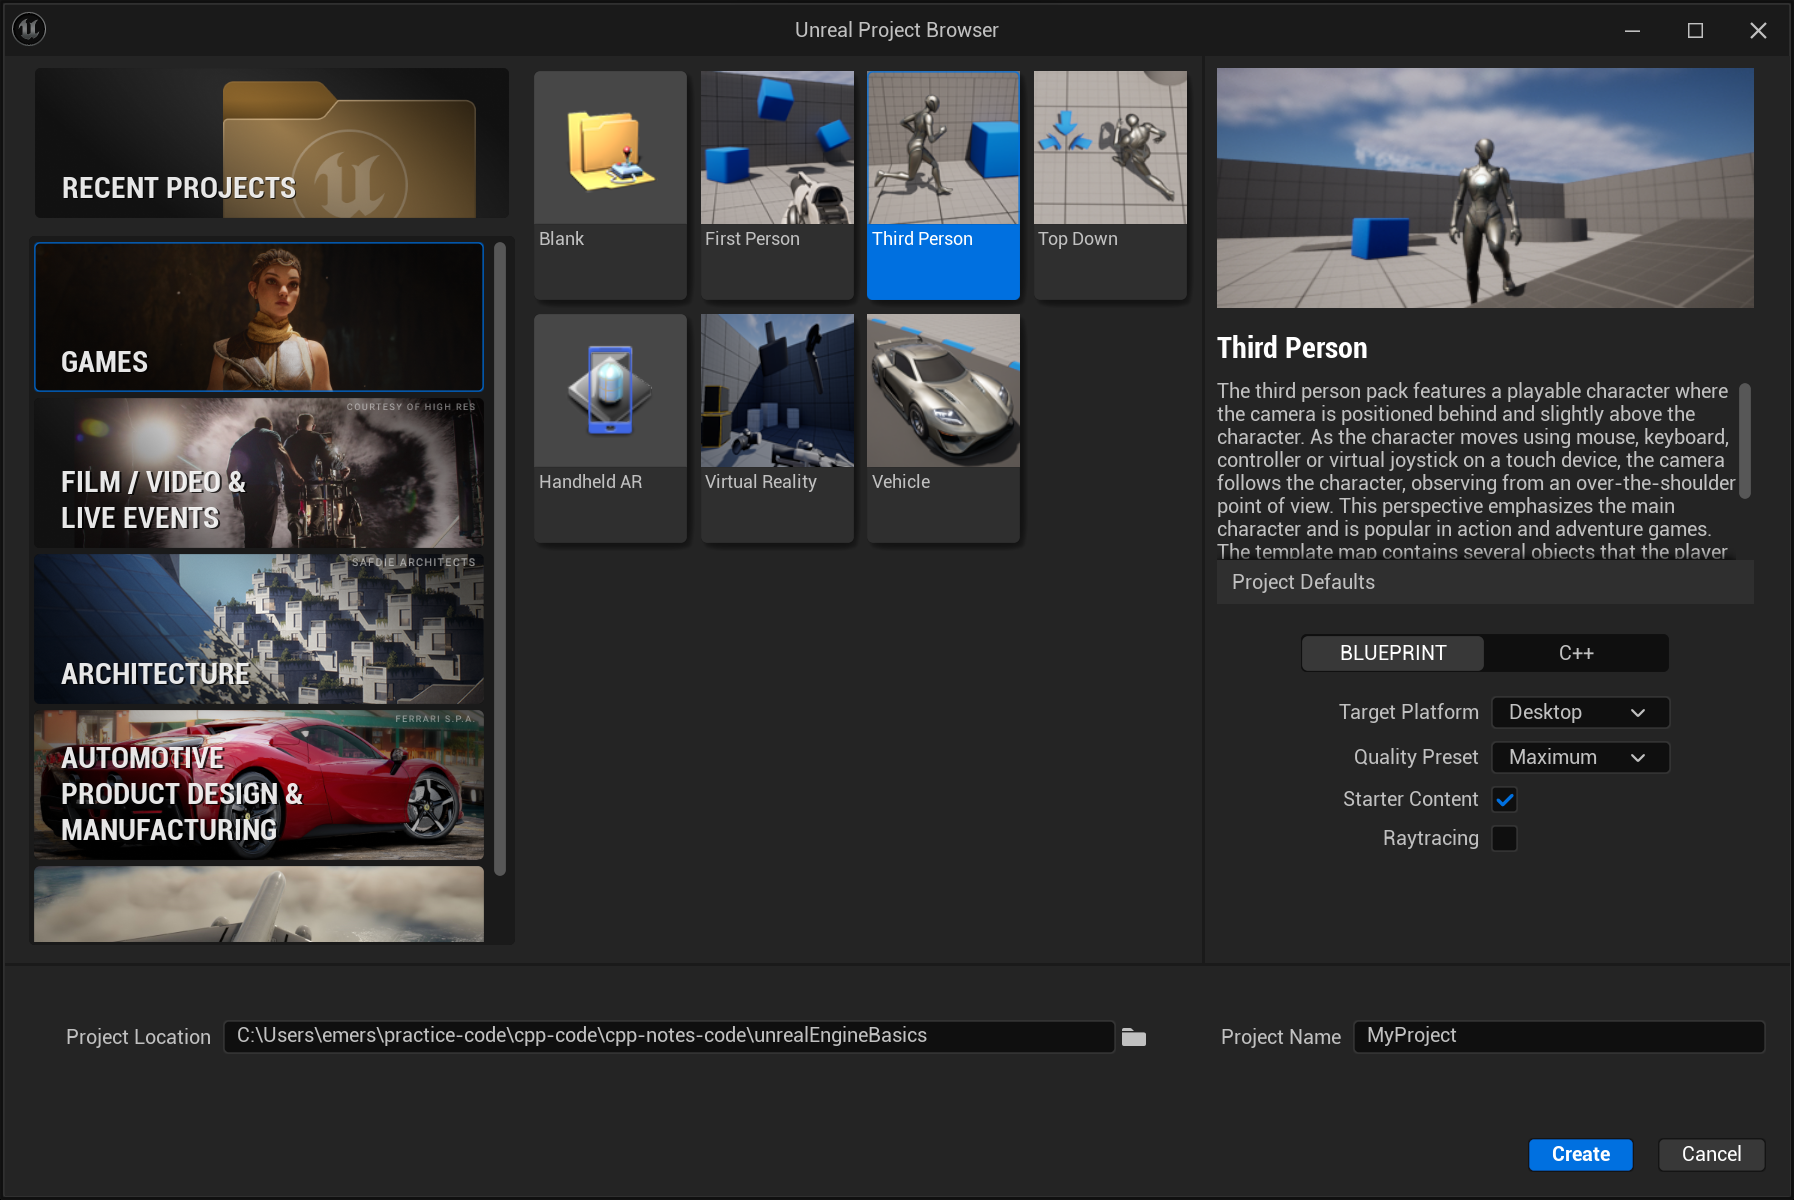 Unreal Project Browser
RECENT PROJECTS
GAMES
COURTESY OF HIGH RES
FILM / VIDEO &
LIVE EVENTS
SAFDIE ARCHITECTS
ARCHITECTURE
FERRARI S.P.A.
AUTOMOTIVE
PRODUCT DESIGN &
MANUFACTURING
Blank
First Person
Third Person
Top Down
Handheld AR
Virtual Reality
Vehicle
Third Person
The third person pack features a playable character where
the camera is positioned behind and slightly above the
character. As the character moves using mouse, keyboard,
controller or virtual joystick on a touch device, the camera
follows the character, observing from an over-the-shoulder
point of view. This perspective emphasizes the main
character and is popular in action and adventure games.
The template map contains several objects that the player
Project Defaults
BLUEPRINT
C++
Target Platform Desktop
Quality Preset Maximum
Starter Content
Raytracing
Project Location C:\Users\emers\practice-code\cpp-code\cpp-notes-code\unrealEngineBasics
Project Name MyProject
Create
Cancel